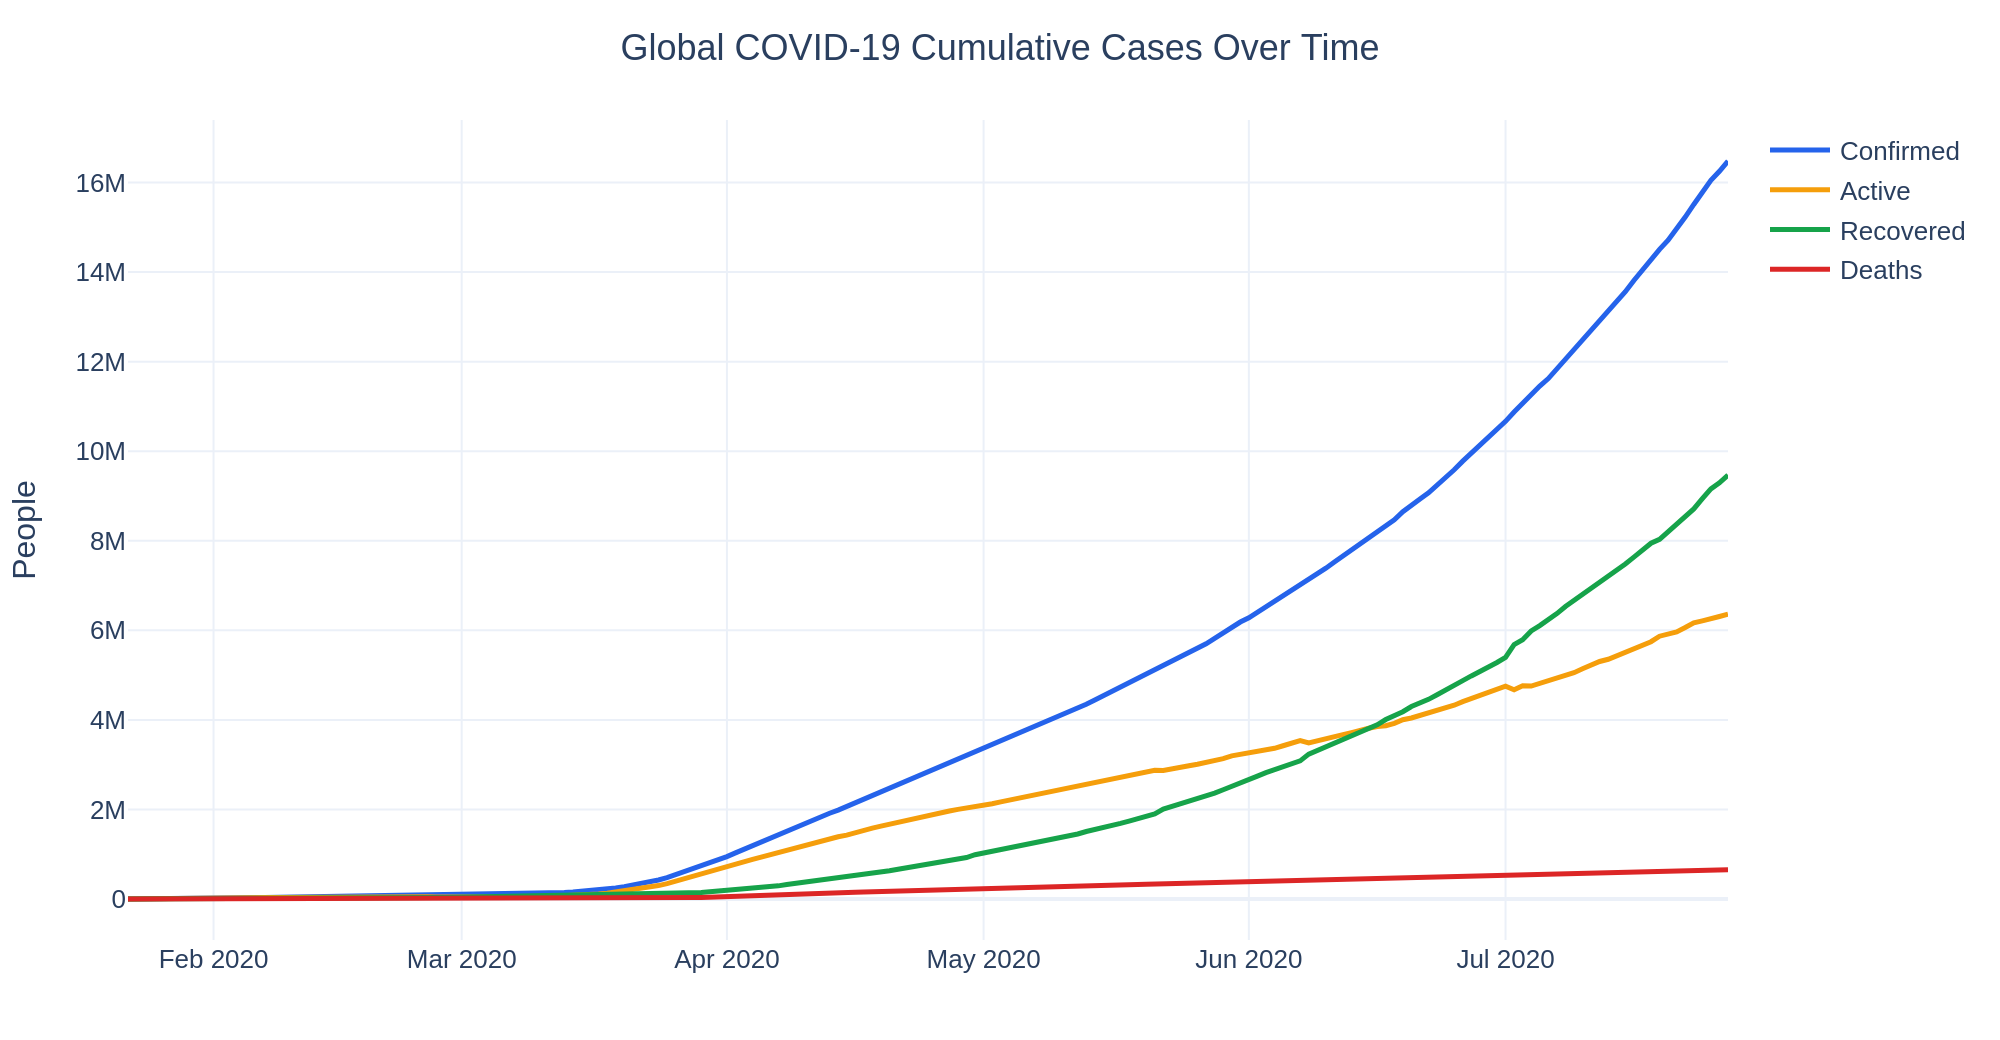 Global COVID-19 Cumulative Cases Over Time
Confirmed
Active
Recovered
Deaths
People
16M
14M
12M
10M
8M
6M
4M
2M
0
Feb 2020
Mar 2020
Apr 2020
May 2020
Jun 2020
Jul 2020